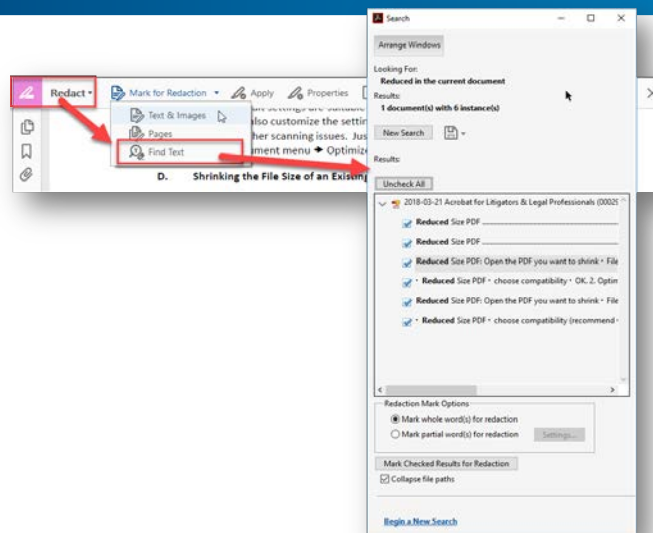 Search
Arrange Windows
Looking For:
Reduced in the current document
Results:
1 document(s) with 6 instance(s)
New Search
Results:
Uncheck All
2018-03-21 Acrobat for Litigators & Legal Professionals (00029
Reduced Size PDF
Reduced Size PDF
Reduced Size PDF: Open the PDF you want to shrink • File
• Reduced Size PDF • choose compatibility • OK. 2. Optim
Reduced Size PDF: Open the PDF you want to shrink • File
• Reduced Size PDF • choose compatibility (recommend
Redaction Mark Options
Mark whole word(s) for redaction
Mark partial word(s) for redaction
Settings...
Mark Checked Results for Redaction
Collapse file paths
Begin a New Search
Redact
Mark for Redaction
Apply
Properties
Text & Images
Pages
Find Text
also customize the settin
her scanning issues. Jus
ument menu → Optimiz
D. Shrinking the File Size of an Existing